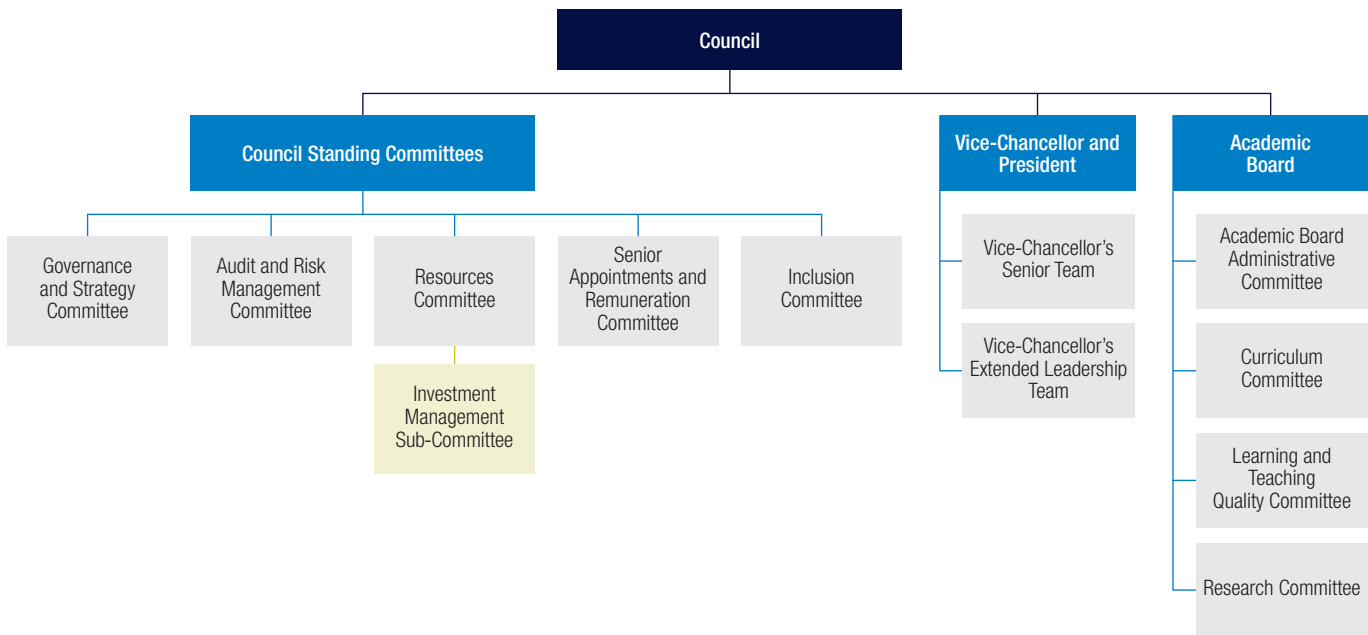 Council
Council Standing Committees
Vice-Chancellor and
President
Academic
Board
Governance
and Strategy
Committee
Audit and Risk
Management
Committee
Resources
Committee
Senior
Appointments and
Remuneration
Committee
Inclusion
Committee
Investment
Management
Sub-Committee
Vice-Chancellor’s
Senior Team
Vice-Chancellor’s
Extended Leadership
Team
Academic Board
Administrative
Committee
Curriculum
Committee
Learning and
Teaching
Quality Committee
Research Committee